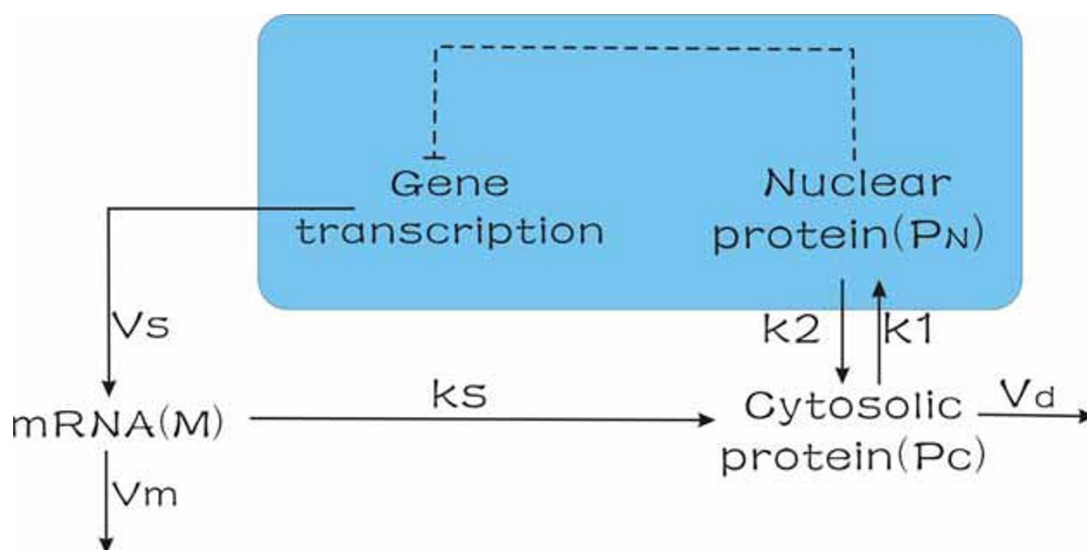 Gene
transcription
Nuclear
protein(PN)
Vs
k2
k1
mRNA(M)
ks
Cytosolic
protein(Pc)
Vd
Vm